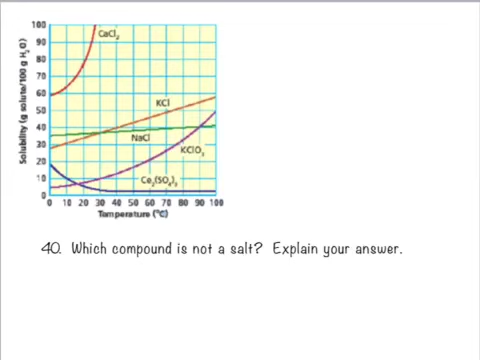 100
90
80
70
60
50
40
30
20
10
0
Solubility (g solute/100 g H₂O)
CaCl₂
KCl
NaCl
KClO₃
Ce₂(SO₄)₃
0 10 20 30 40 50 60 70 80 90 100
Temperature (°C)
40. Which compound is not a salt? Explain your answer.